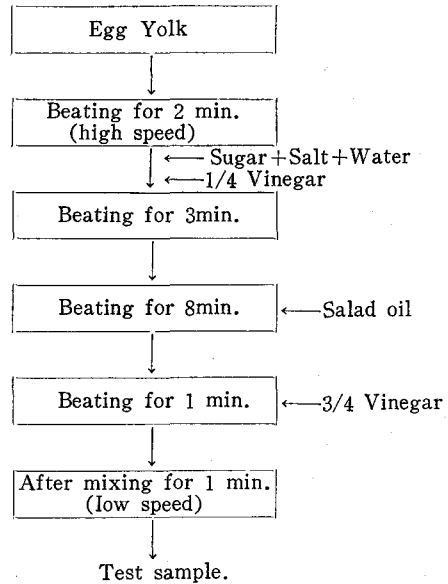 Egg Yolk
Beating for 2 min.
(high speed)
Sugar+Salt+Water
1/4 Vinegar
Beating for 3min.
Beating for 8min.
Salad oil
Beating for 1 min.
3/4 Vinegar
After mixing for 1 min.
(low speed)
Test sample.